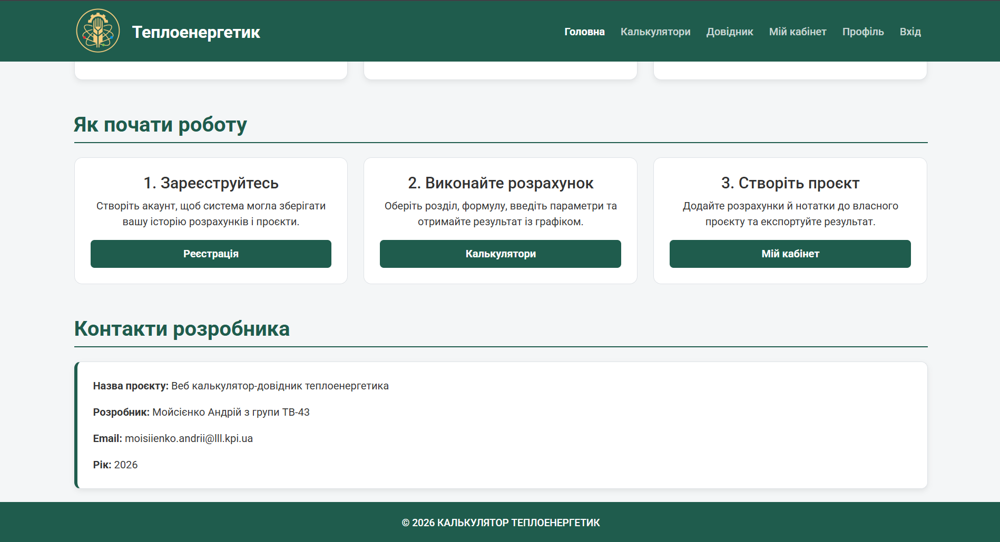 Теплоенергетик
Головна Калькулятори Довідник Мій кабінет Профіль Вхід
Як почати роботу
1. Зареєструйтесь
Створіть акаунт, щоб система могла зберігати
вашу історію розрахунків і проєкти.
Реєстрація
2. Виконайте розрахунок
Оберіть розділ, формулу, введіть параметри та
отримайте результат із графіком.
Калькулятори
3. Створіть проєкт
Додайте розрахунки й нотатки до власного
проєкту та експортуйте результат.
Мій кабінет
Контакти розробника
Назва проєкту: Веб калькулятор-довідник теплоенергетика
Розробник: Мойсієнко Андрій з групи ТВ-43
Email: moisiienko.andrii@lll.kpi.ua
Рік: 2026
© 2026 КАЛЬКУЛЯТОР ТЕПЛОЕНЕРГЕТИК